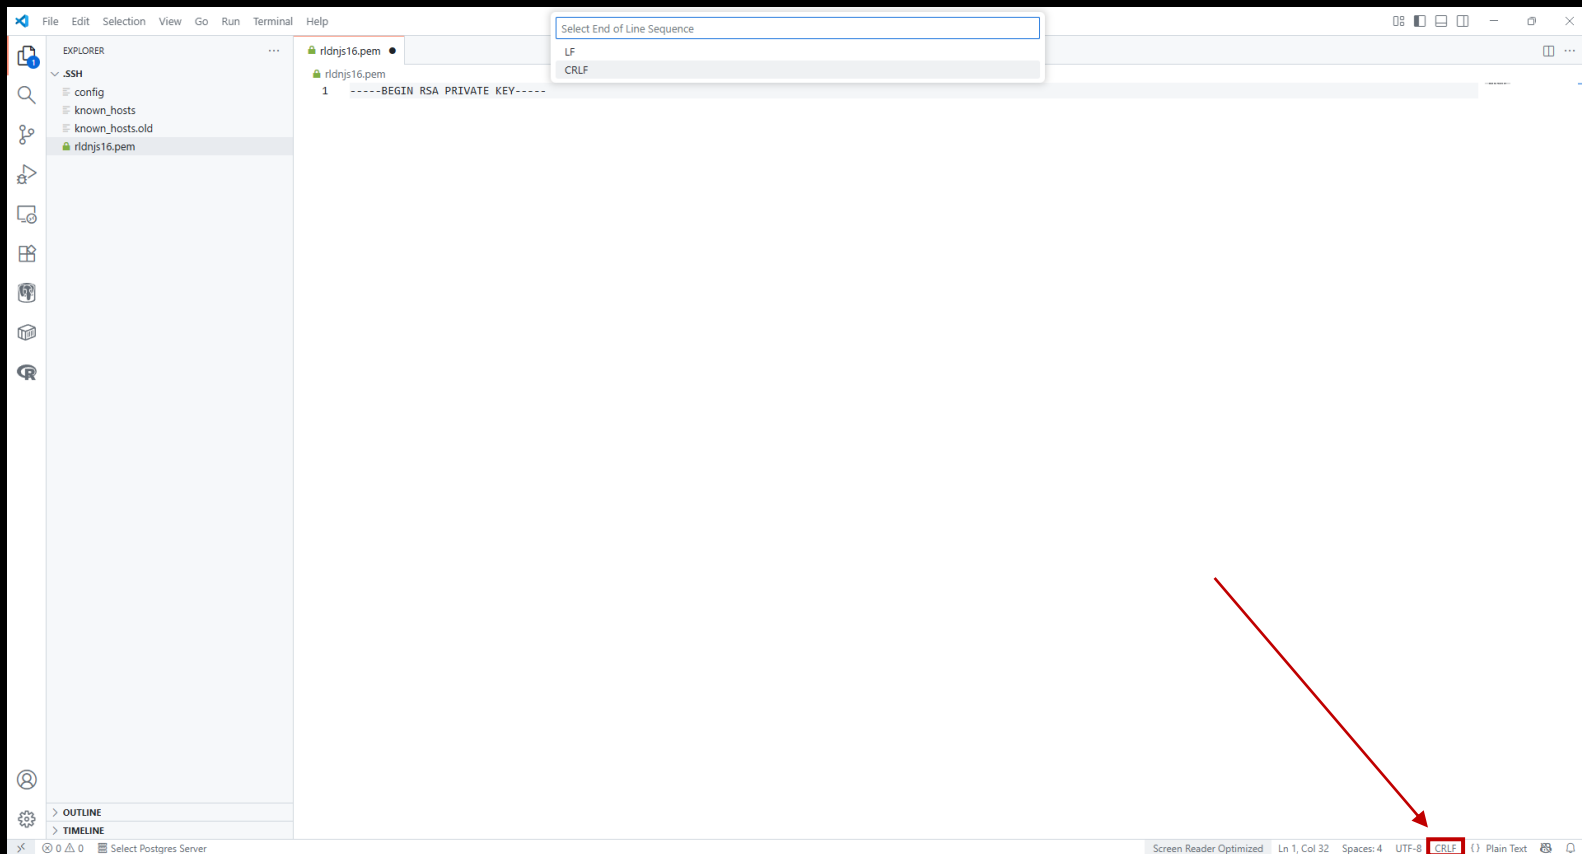 File Edit Selection View Go Run Terminal Help
Select End of Line Sequence
LF
CRLF
EXPLORER
.SSH
config
known_hosts
known_hosts.old
rldnjs16.pem
OUTLINE
TIMELINE
rldnjs16.pem
rldnjs16.pem
1 -----BEGIN RSA PRIVATE KEY-----
1
0 0 Select Postgres Server
Screen Reader Optimized Ln 1, Col 32 Spaces: 4 UTF-8 CRLF {} Plain Text